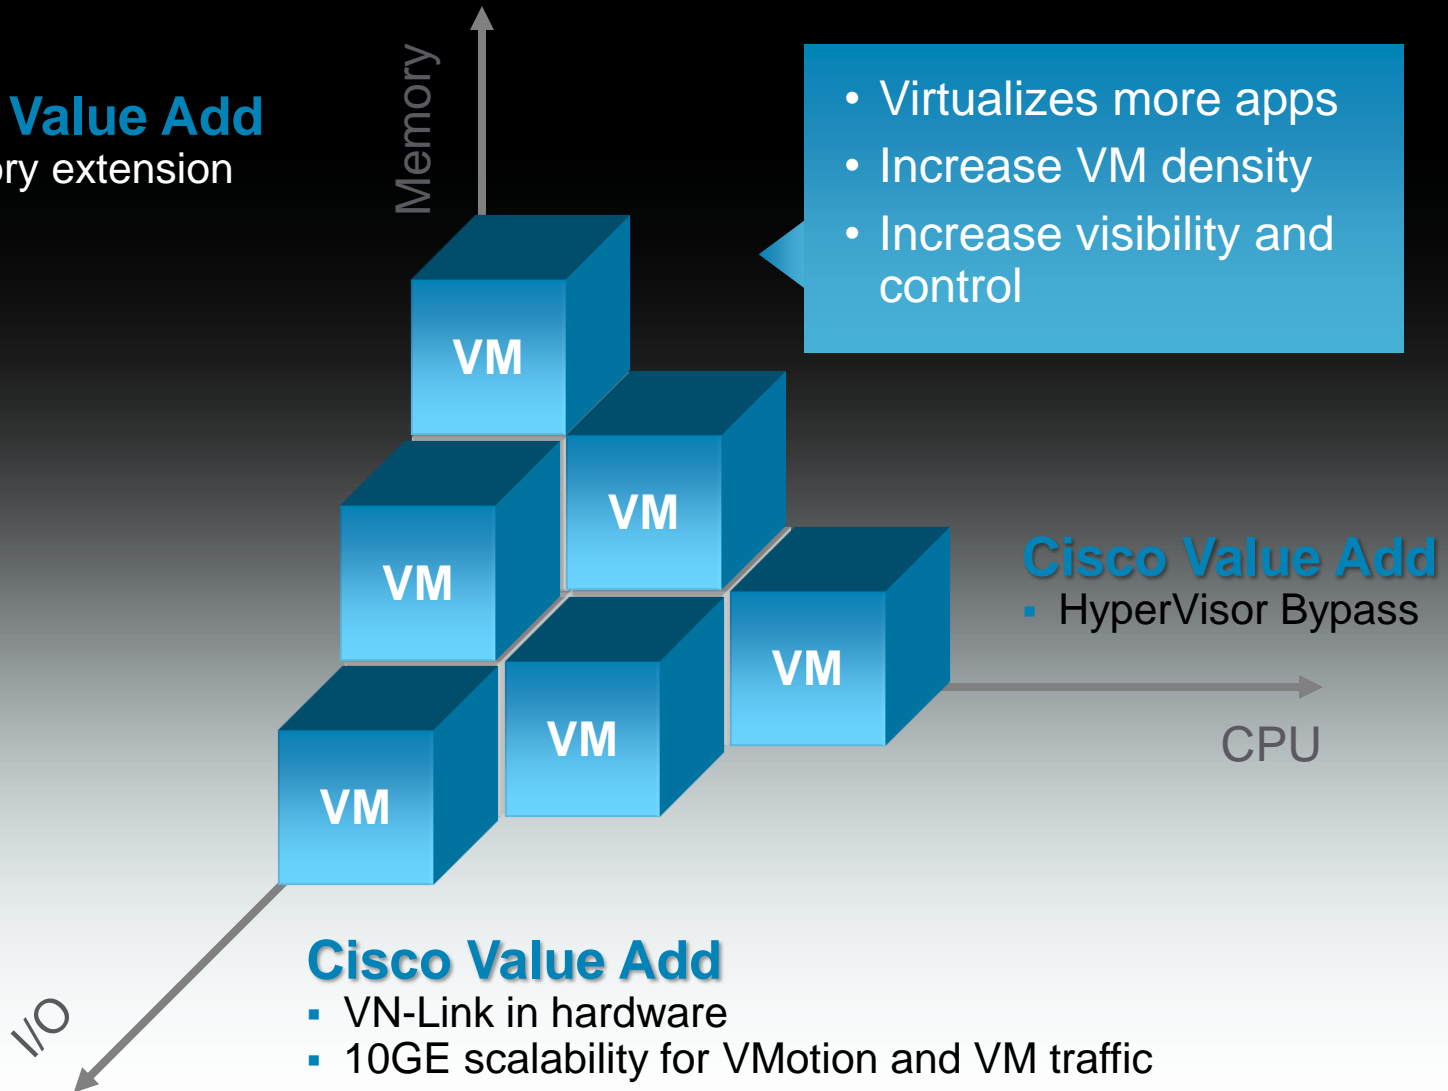 Value Add
ory extension
Memory
• Virtualizes more apps
• Increase VM density
• Increase visibility and
control
VM
VM
VM
VM
VM
VM
Cisco Value Add
▪ HyperVisor Bypass
CPU
Cisco Value Add
▪ VN-Link in hardware
▪ 10GE scalability for VMotion and VM traffic
I/O